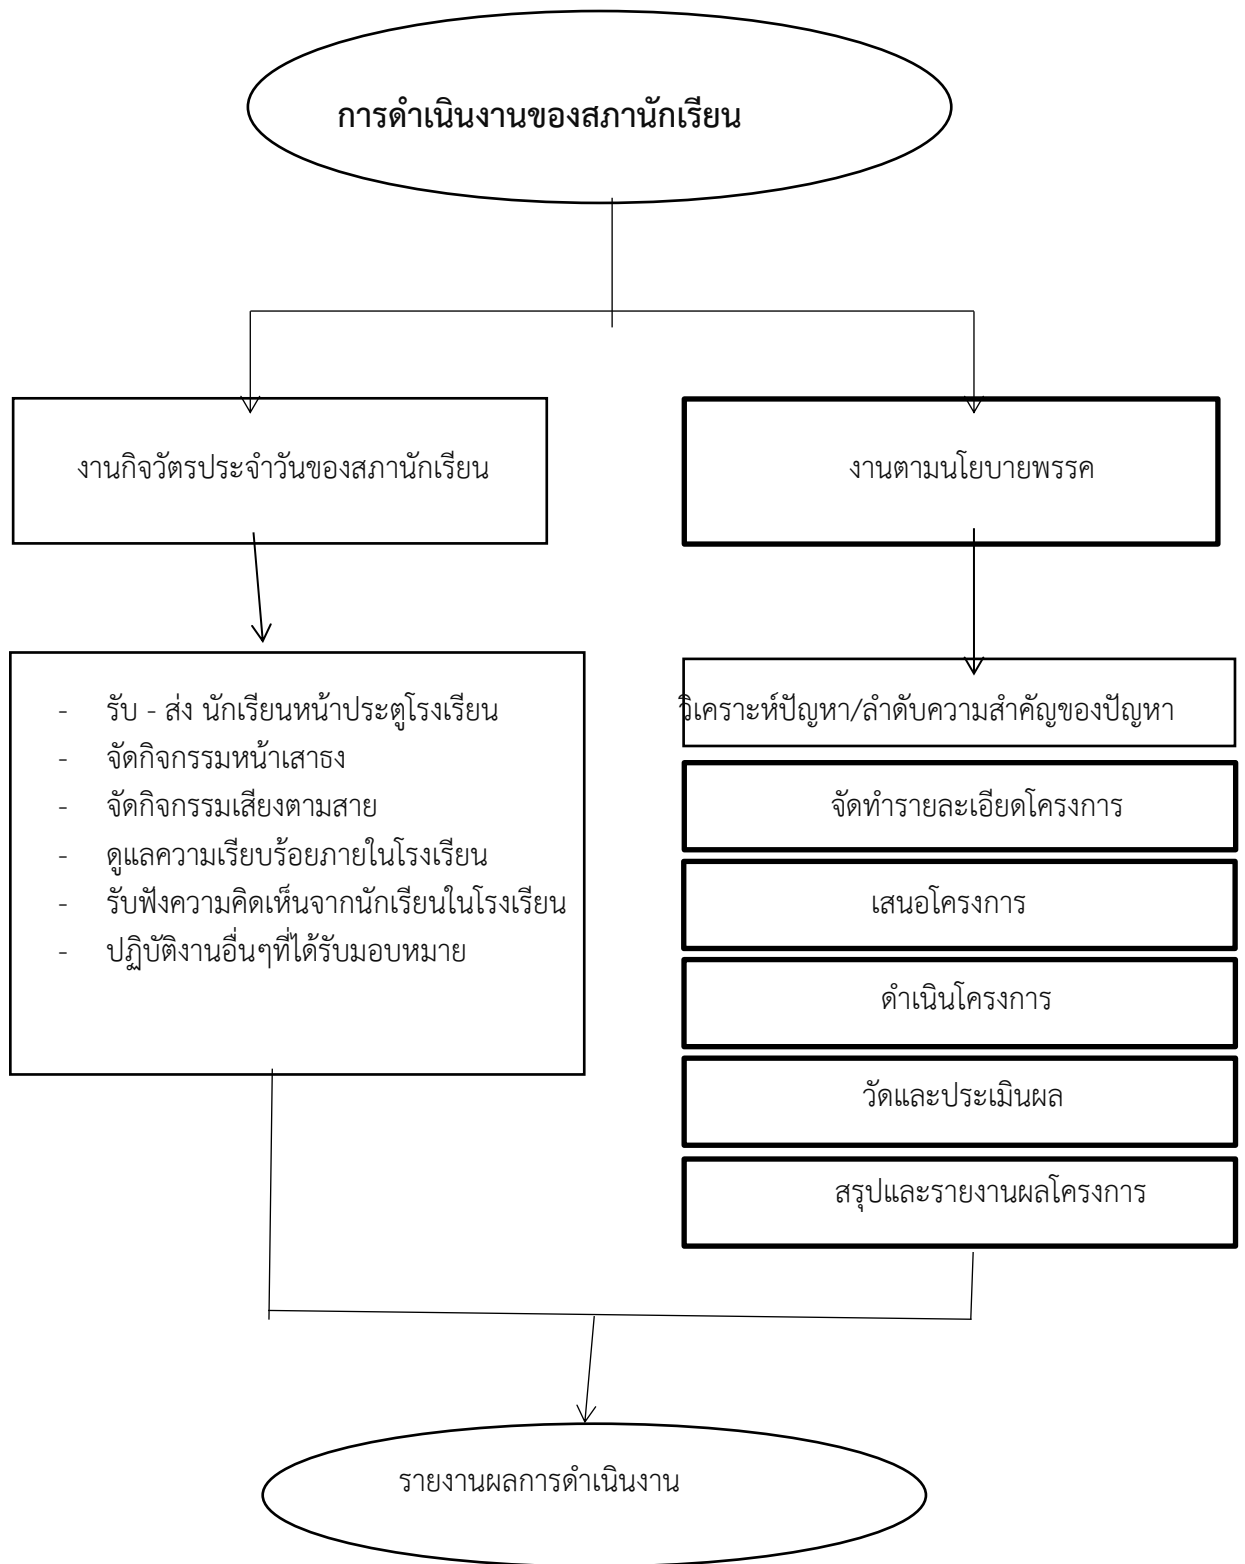 การดำเนินงานของสภานักเรียน
งานกิจวัตรประจำวันของสภานักเรียน
งานตามนโยบายพรรค
- รับ - ส่ง นักเรียนหน้าประตูโรงเรียน
- จัดกิจกรรมหน้าเสาธง
- จัดกิจกรรมเสียงตามสาย
- ดูแลความเรียบร้อยภายในโรงเรียน
- รับฟังความคิดเห็นจากนักเรียนในโรงเรียน
- ปฏิบัติงานอื่นๆที่ได้รับมอบหมาย
วิเคราะห์ปัญหา/ลำดับความสำคัญของปัญหา
จัดทำรายละเอียดโครงการ
เสนอโครงการ
ดำเนินโครงการ
วัดและประเมินผล
สรุปและรายงานผลโครงการ
รายงานผลการดำเนินงาน